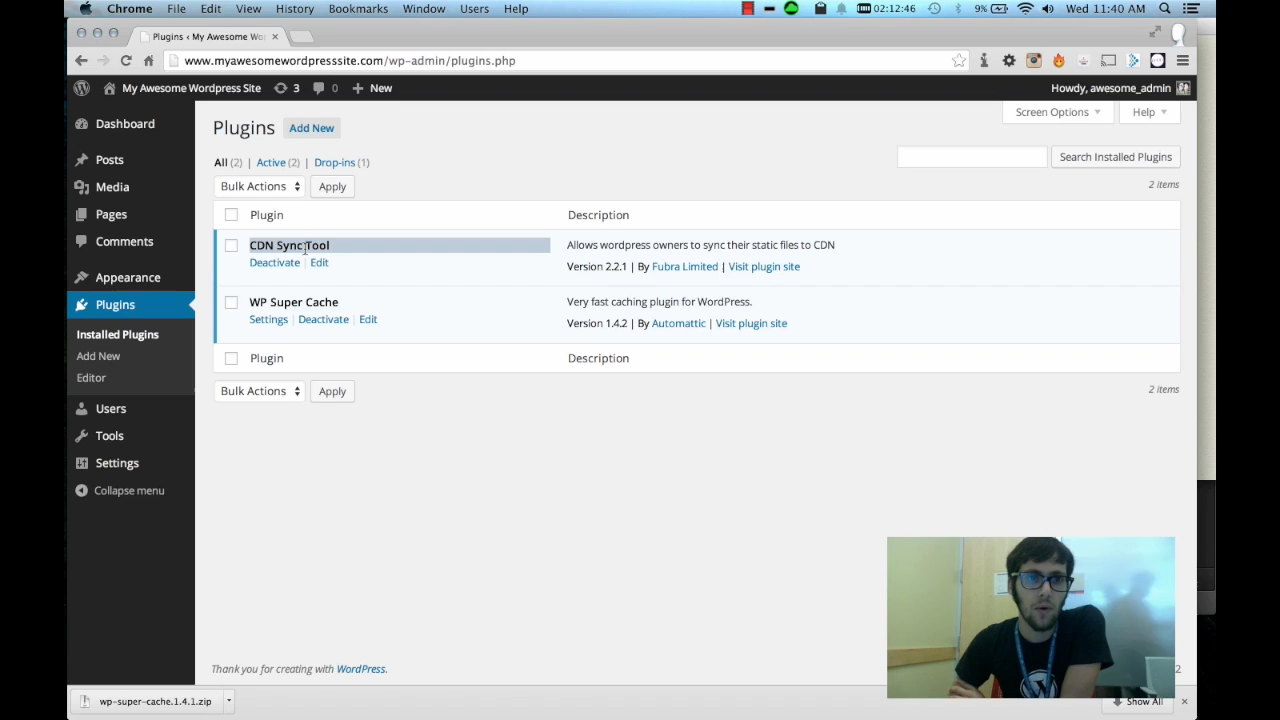 Chrome File Edit View History Bookmarks Window Users Help 02:12:46 9% Wed 11:40 AM
Plugins ‹ My Awesome Wor
www.myawesomewordpresssite.com/wp-admin/plugins.php
My Awesome Wordpress Site 3 0 + New Howdy, awesome_admin
Screen Options Help
Dashboard
Posts
Media
Pages
Comments
Appearance
Plugins
Installed Plugins
Add New
Editor
Users
Tools
Settings
Collapse menu
Plugins Add New
All (2) | Active (2) | Drop-ins (1)
Search Installed Plugins
Bulk Actions Apply 2 items
Plugin Description
CDN Sync Tool Allows wordpress owners to sync their static files to CDN
Deactivate | Edit Version 2.2.1 | By Fubra Limited | Visit plugin site
WP Super Cache Very fast caching plugin for WordPress.
Settings | Deactivate | Edit Version 1.4.2 | By Automattic | Visit plugin site
Plugin Description
Bulk Actions Apply 2 items
Thank you for creating with WordPress.
wp-super-cache.1.4.1.zip Show All